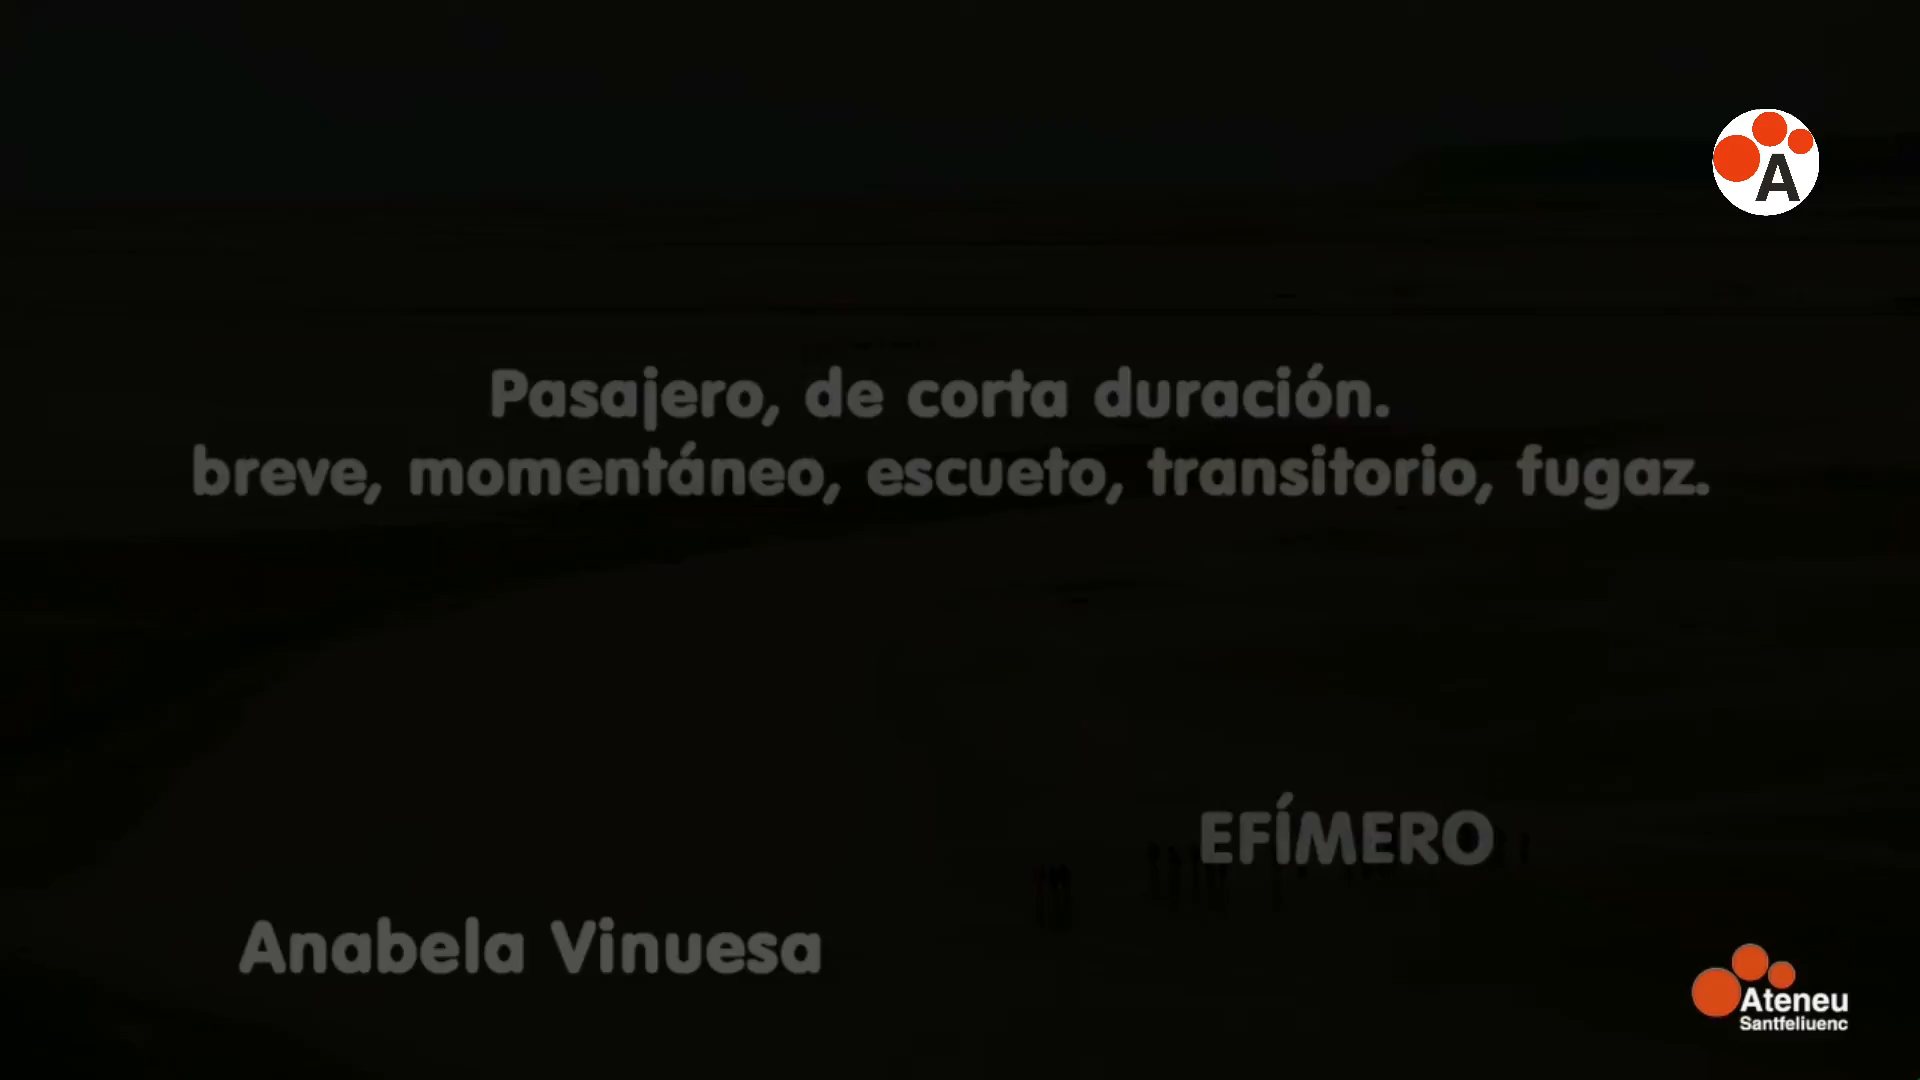 A
Pasajero, de corta duración.
breve, momentáneo, escueto, transitorio, fugaz.
EFÍMERO
Anabela Vinuesa
Ateneu
Santfeliuenc